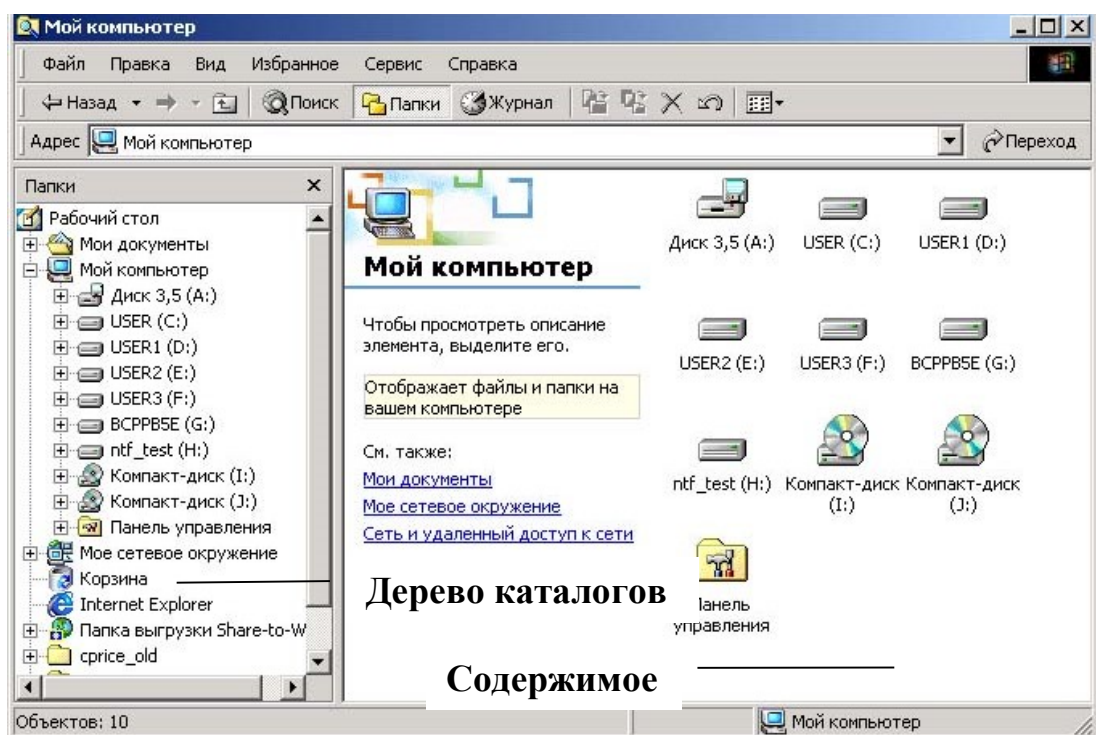 Мой компьютер
Файл Правка Вид Избранное Сервис Справка
Назад Поиск Папки Журнал
Адрес Мой компьютер Переход
Папки
Рабочий стол
Мои документы
Мой компьютер
Диск 3,5 (A:)
USER (C:)
USER1 (D:)
USER2 (E:)
USER3 (F:)
BCPPB5E (G:)
ntf_test (H:)
Компакт-диск (I:)
Компакт-диск (J:)
Панель управления
Мое сетевое окружение
Корзина
Internet Explorer
Папка выгрузки Share-to-W
cprice_old
Мой компьютер
Чтобы просмотреть описание
элемента, выделите его.
Отображает файлы и папки на
вашем компьютере
См. также:
Мои документы
Мое сетевое окружение
Сеть и удаленный доступ к сети
Диск 3,5 (A:) USER (C:) USER1 (D:)
USER2 (E:) USER3 (F:) BCPPB5E (G:)
ntf_test (H:) Компакт-диск Компакт-диск
(I:) (J:)
Панель
управления
Дерево каталогов
Содержимое
Объектов: 10 Мой компьютер